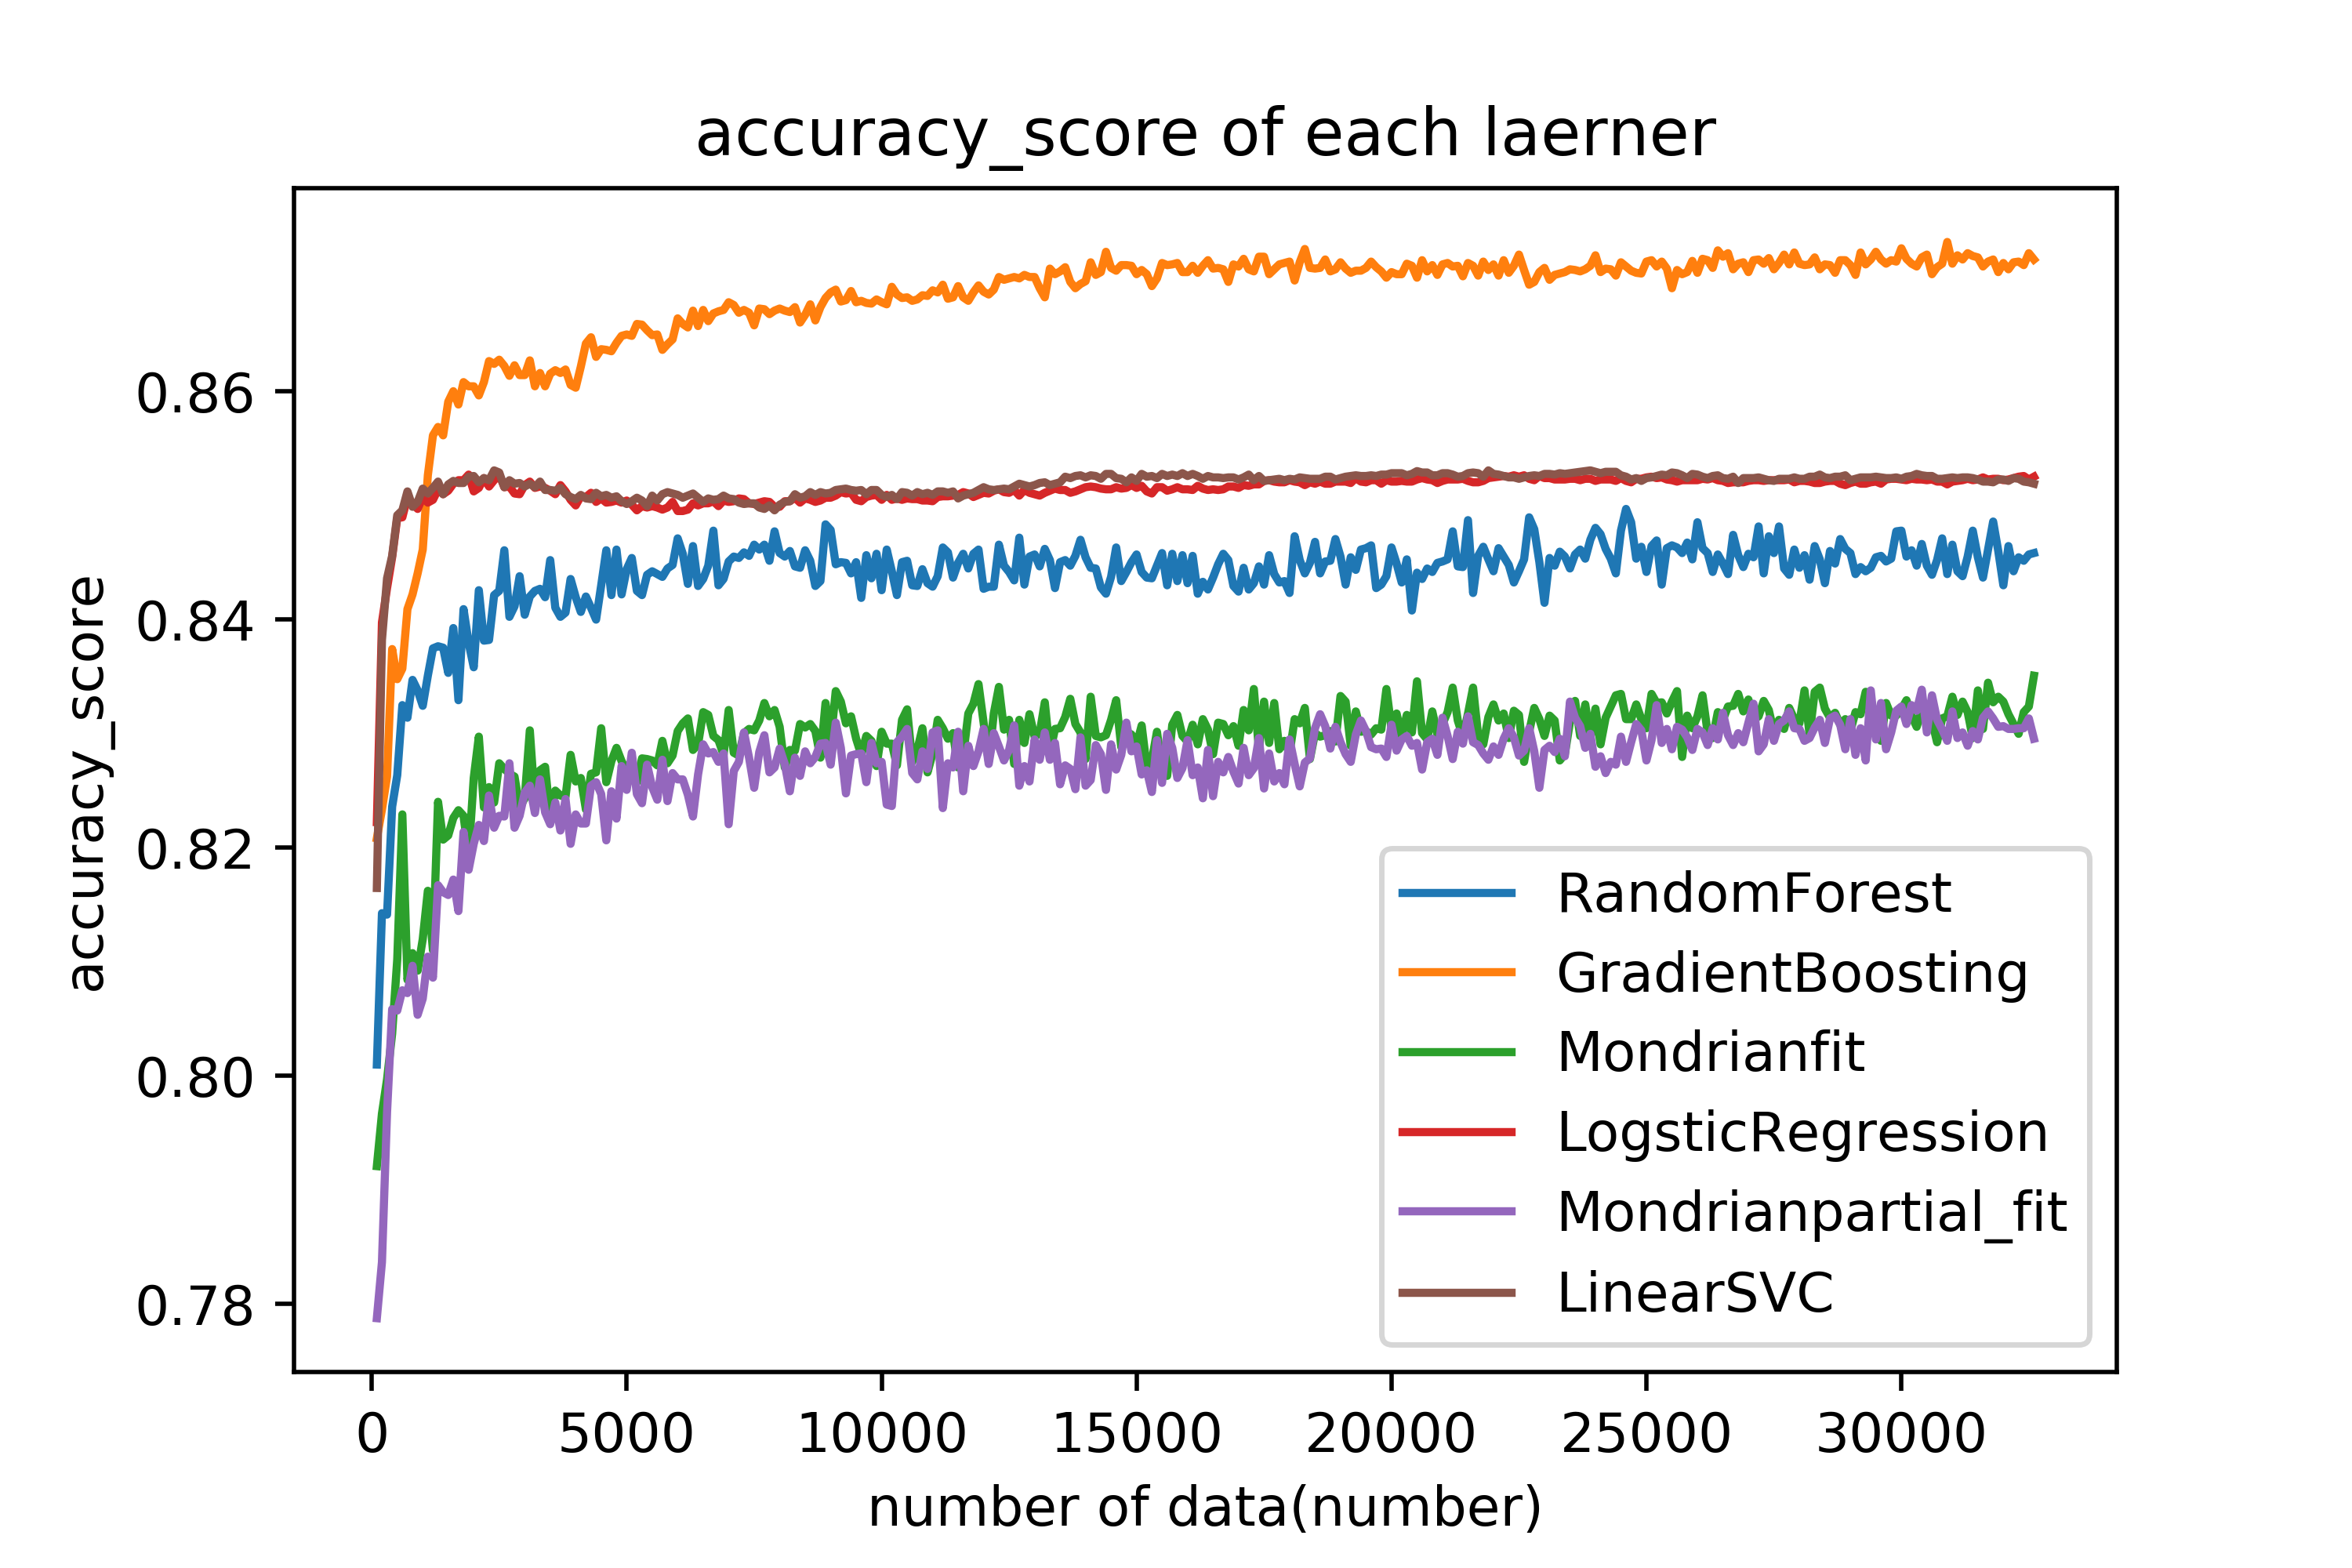 accuracy_score of each laerner
accuracy_score
0.86
0.84
0.82
0.80
0.78
0
5000
10000
15000
20000
25000
30000
number of data(number)
RandomForest
GradientBoosting
Mondrianfit
LogsticRegression
Mondrianpartial_fit
LinearSVC